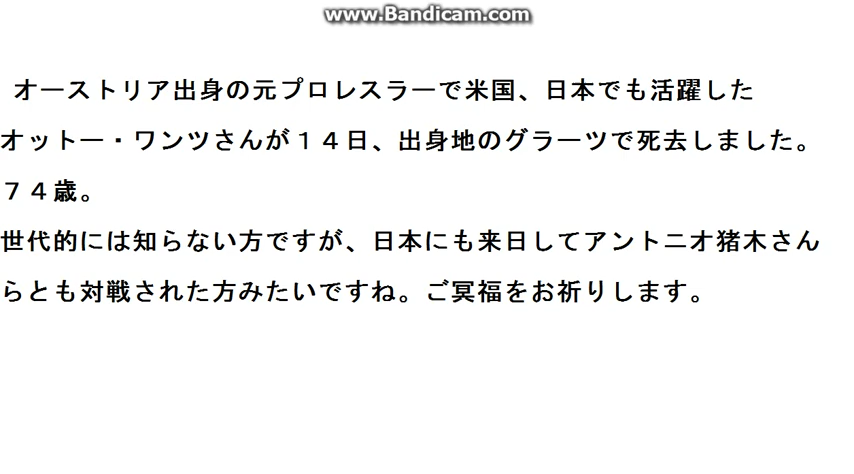 www.Bandicam.com
オーストリア出身の元プロレスラーで米国、日本でも活躍した
オットー・ワンツさんが１４日、出身地のグラーツで死去しました。
７４歳。
世代的には知らない方ですが、日本にも来日してアントニオ猪木さん
らとも対戦された方みたいですね。ご冥福をお祈りします。